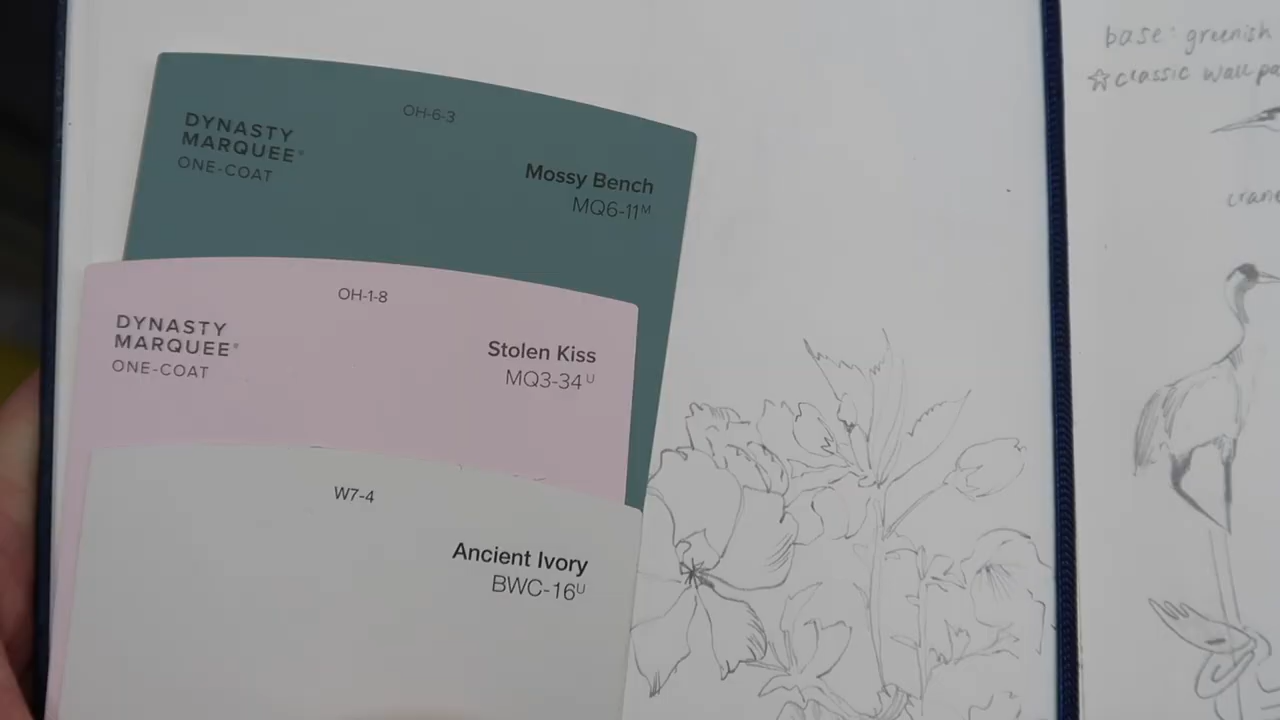 OH-6-3
DYNASTY
MARQUEE®
ONE-COAT
Mossy Bench
MQ6-11ᴹ
OH-1-8
DYNASTY
MARQUEE®
ONE-COAT
Stolen Kiss
MQ3-34ᵁ
W7-4
Ancient Ivory
BWC-16ᵁ
base: greenish
☆classic wall pa
crane